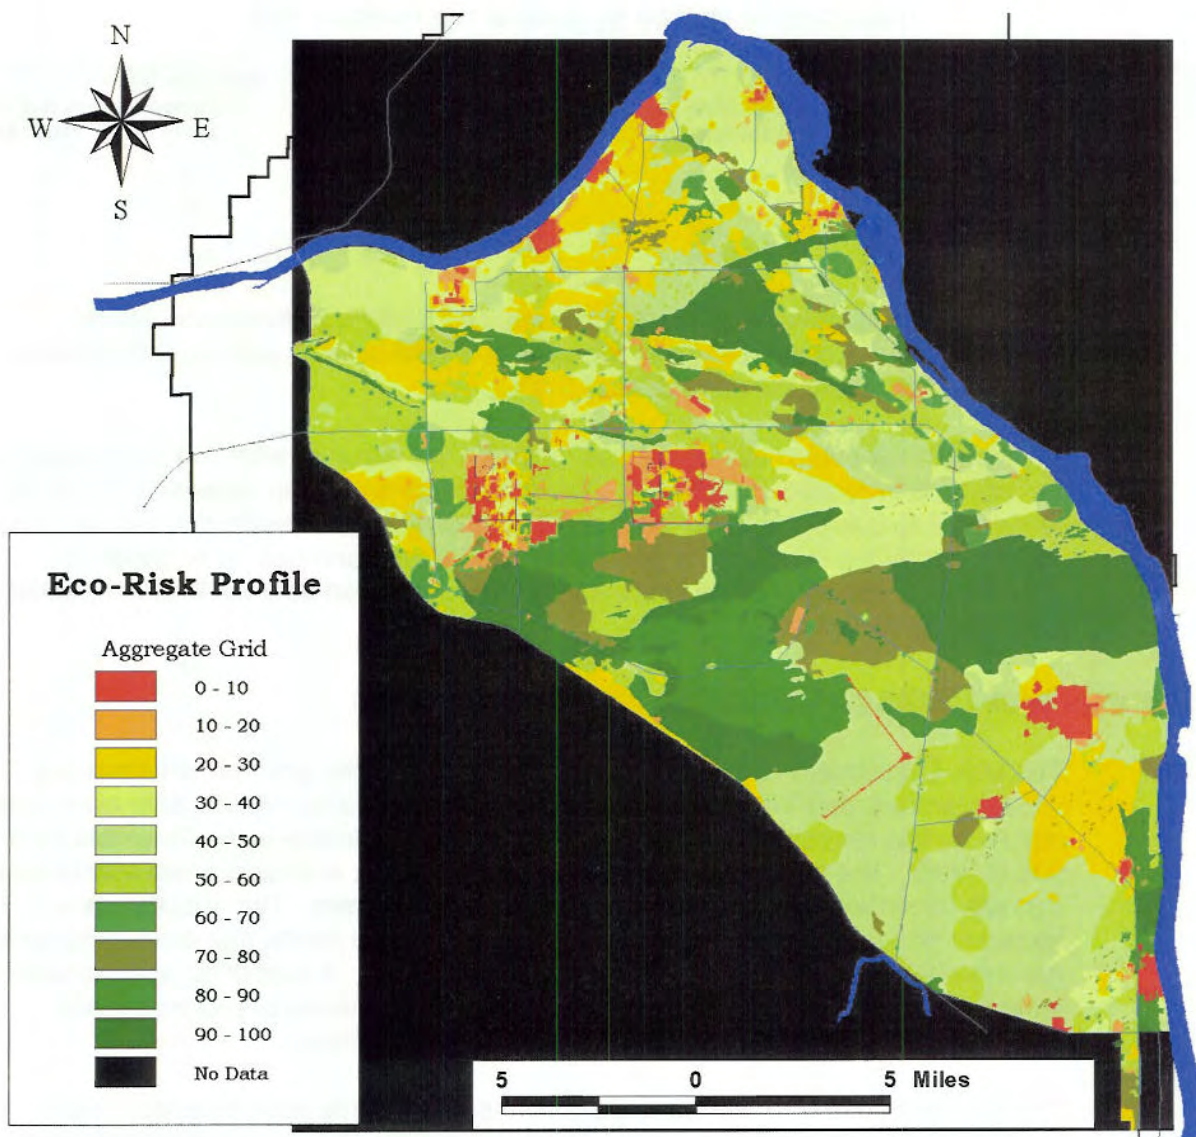 N
W E
S
Eco-Risk Profile
Aggregate Grid
0 - 10
10 - 20
20 - 30
30 - 40
40 - 50
50 - 60
60 - 70
70 - 80
80 - 90
90 - 100
No Data
5 0 5 Miles